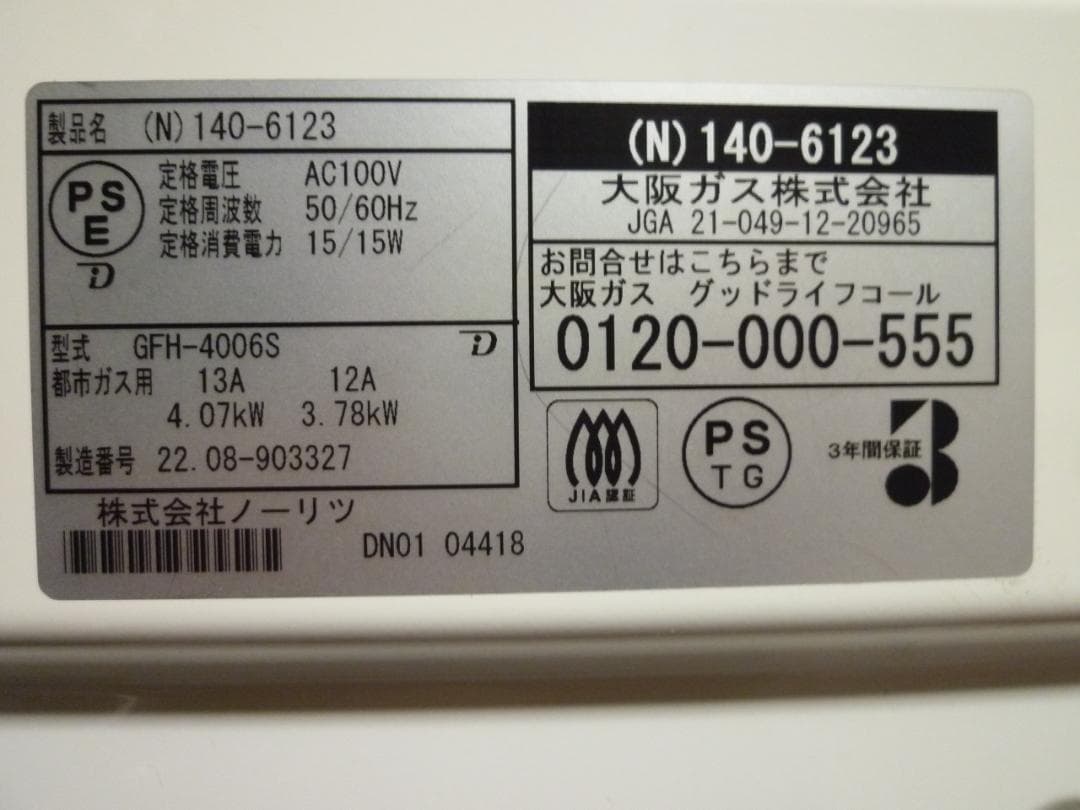 製品名 (N)140-6123
PS
E
定格電圧 AC100V
定格周波数 50/60Hz
定格消費電力 15/15W
型式 GFH-4006S
都市ガス用 13A 12A
4.07kW 3.78kW
製造番号 22.08-903327
株式会社ノーリツ
DN01 04418
(N)140-6123
大阪ガス株式会社
JGA 21-049-12-20965
お問合せはこちらまで
大阪ガス グッドライフコール
0120-000-555
JIA認証
PS
TG
3年間保証